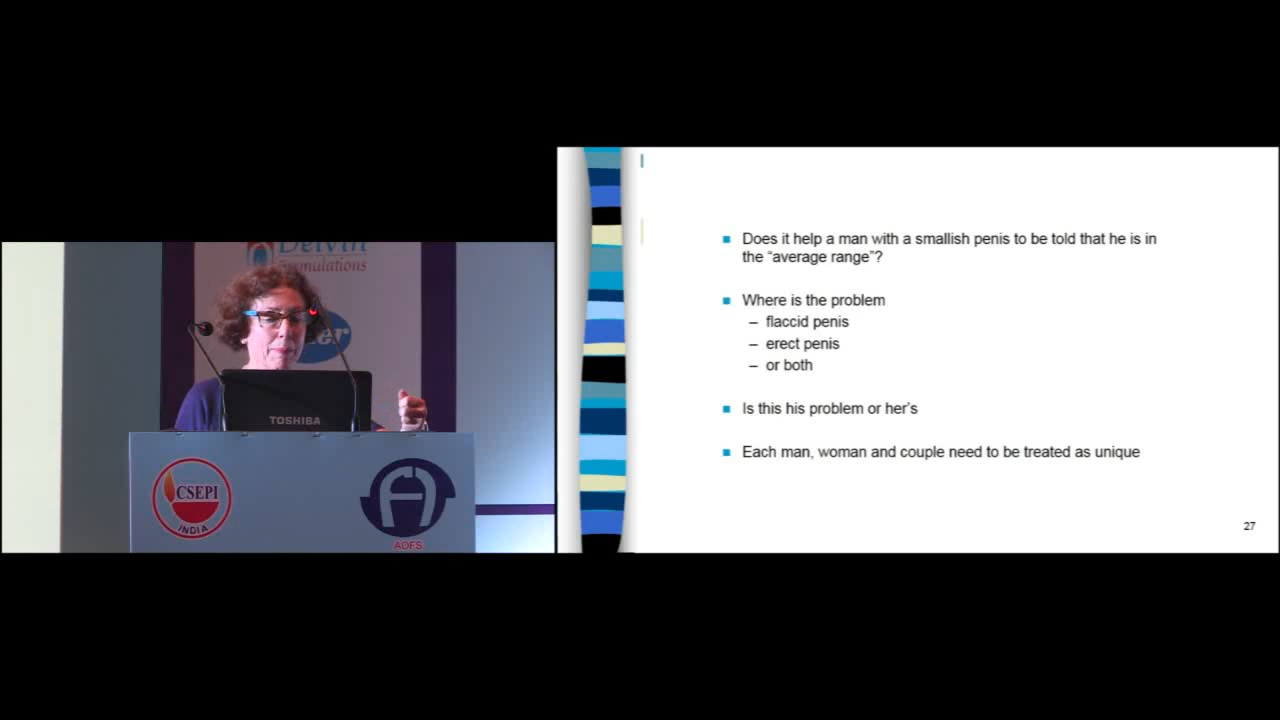 Delvin
Formulations
TOSHIBA
CSEPI
INDIA
AOFS
Does it help a man with a smallish penis to be told that he is in
the “average range”?
Where is the problem
– flaccid penis
– erect penis
– or both
Is this his problem or her’s
Each man, woman and couple need to be treated as unique
27